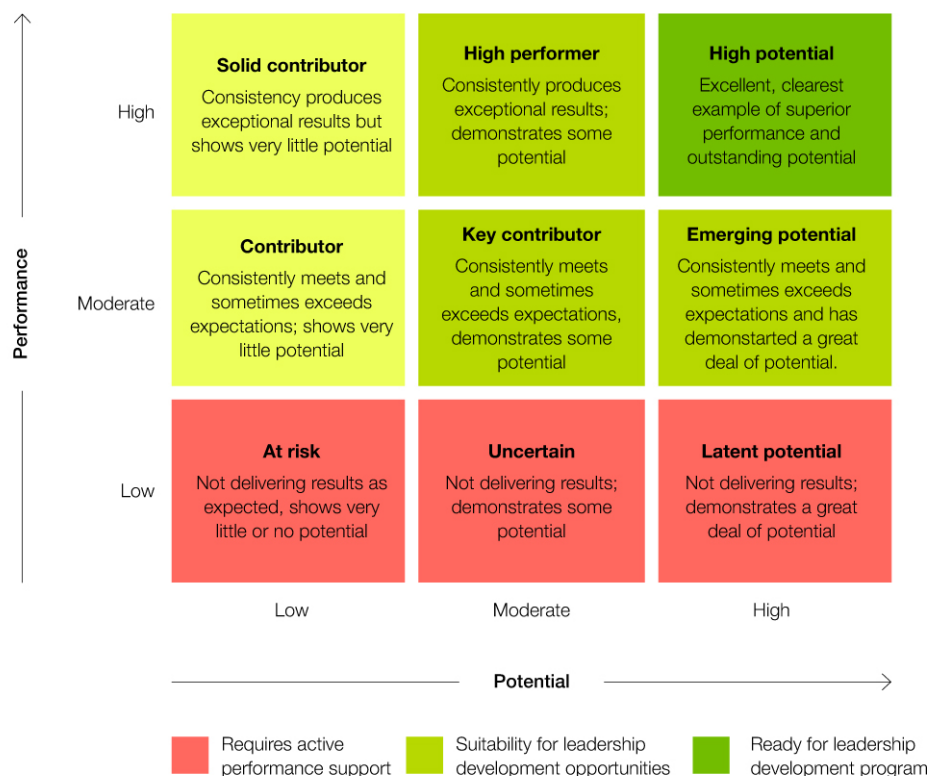 Solid contributor
Consistency produces
exceptional results but
shows very little potential
High performer
Consistently produces
exceptional results;
demonstrates some
potential
High potential
Excellent, clearest
example of superior
performance and
outstanding potential
High
Contributor
Consistently meets and
sometimes exceeds
expectations; shows very
little potential
Key contributor
Consistently meets
and sometimes
exceeds expectations,
demonstrates some
potential
Emerging potential
Consistently meets and
sometimes exceeds
expectations and has
demonstarted a great
deal of potential.
Moderate
Performance
At risk
Not delivering results as
expected, shows very
little or no potential
Uncertain
Not delivering results;
demonstrates some
potential
Latent potential
Not delivering results;
demonstrates a great
deal of potential
Low
Low
Moderate
High
Potential
Requires active
performance support
Suitability for leadership
development opportunities
Ready for leadership
development program